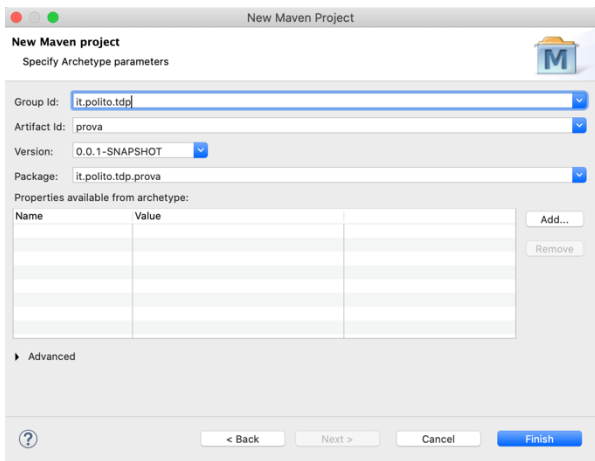 New Maven Project
New Maven project
Specify Archetype parameters
M
Group Id: it.polito.tdp
Artifact Id: prova
Version: 0.0.1-SNAPSHOT
Package: it.polito.tdp.prova
Properties available from archetype:
Name Value
Add...
Remove
Advanced
? < Back Next > Cancel Finish